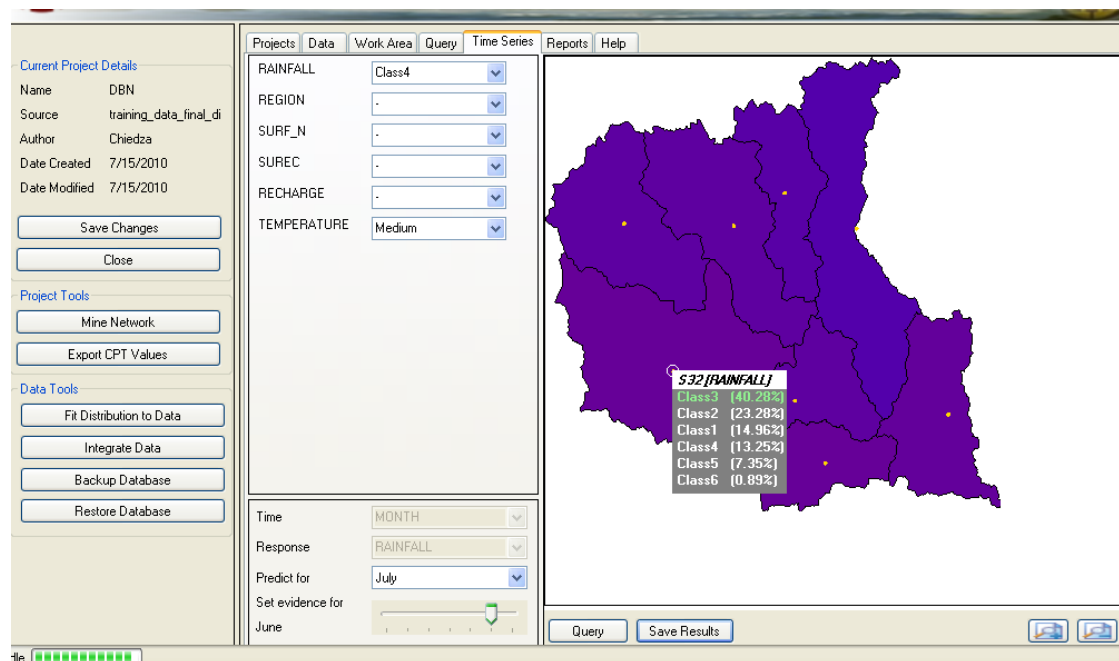 Projects Data Work Area Query Time Series Reports Help
Current Project Details
Name DBN
Source training_data_final_di
Author Chiedza
Date Created 7/15/2010
Date Modified 7/15/2010
Save Changes
Close
Project Tools
Mine Network
Export CPT Values
Data Tools
Fit Distribution to Data
Integrate Data
Backup Database
Restore Database
RAINFALL Class4
REGION -
SURF_N -
SUREC -
RECHARGE -
TEMPERATURE Medium
Time MONTH
Response RAINFALL
Predict for July
Set evidence for
June
S32 [RAINFALL]
Class3 (40.28%)
Class2 (23.28%)
Class1 (14.96%)
Class4 (13.25%)
Class5 (7.35%)
Class6 (0.89%)
Query Save Results